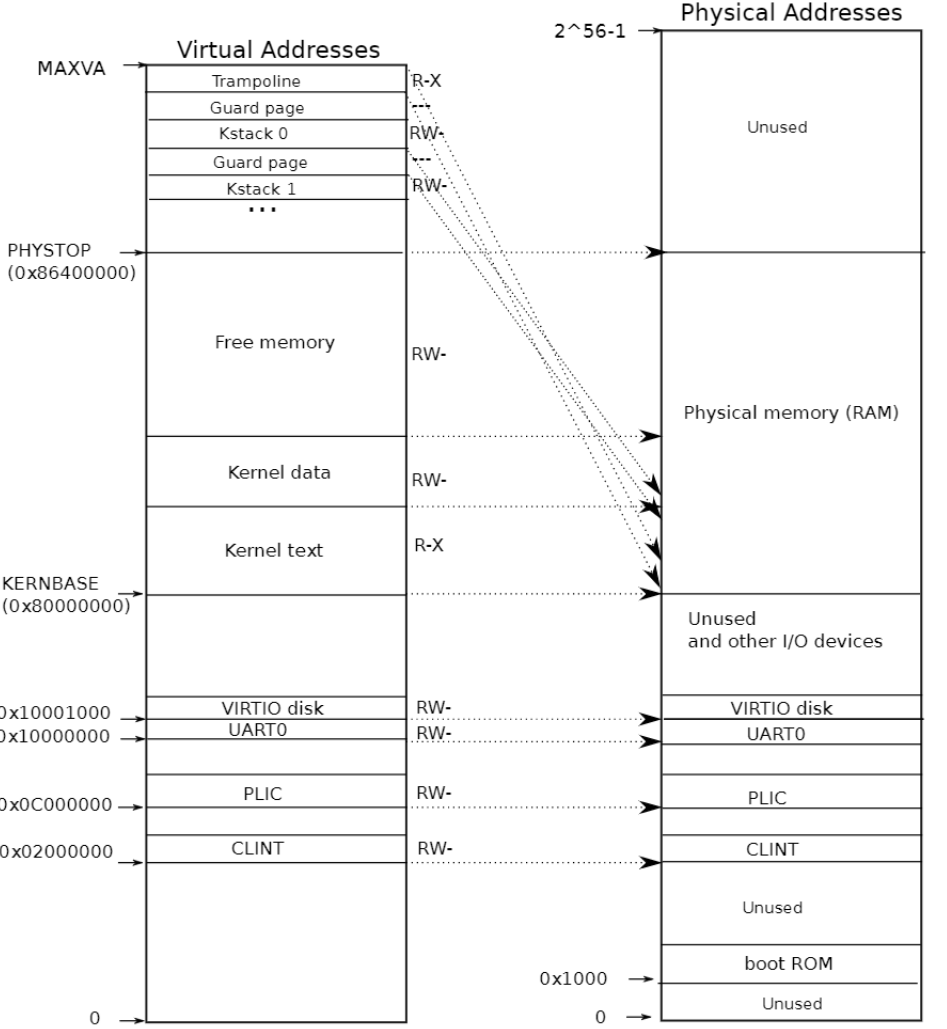 Physical Addresses
2^56-1
Virtual Addresses
MAXVA
Trampoline
R-X
Guard page
---
Unused
Kstack 0
RW-
Guard page
---
Kstack 1
RW-
...
PHYSTOP
(0x86400000)
Free memory
RW-
Physical memory (RAM)
Kernel data
RW-
Kernel text
R-X
KERNBASE
(0x80000000)
Unused
and other I/O devices
0x10001000
VIRTIO disk
RW-
VIRTIO disk
0x10000000
UART0
RW-
UART0
0x0C000000
PLIC
RW-
PLIC
0x02000000
CLINT
RW-
CLINT
Unused
boot ROM
0x1000
Unused
0
0